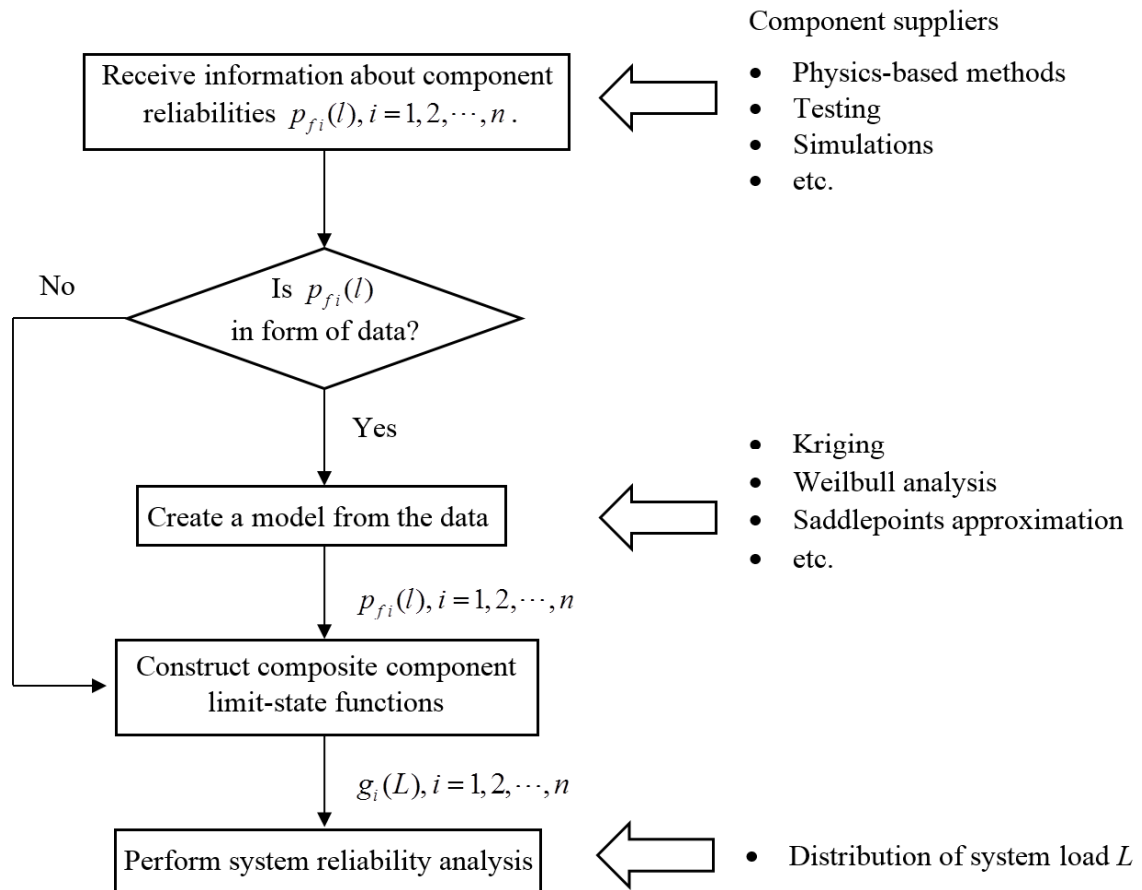 Component suppliers
Receive information about component
reliabilities p_{fi}(l), i = 1, 2, ⋯, n .
• Physics-based methods
• Testing
• Simulations
• etc.
No
Is p_{fi}(l)
in form of data?
Yes
• Kriging
• Weilbull analysis
• Saddlepoints approximation
• etc.
Create a model from the data
p_{fi}(l), i = 1, 2, ⋯, n
Construct composite component
limit-state functions
g_i(L), i = 1, 2, ⋯, n
Perform system reliability analysis
• Distribution of system load L